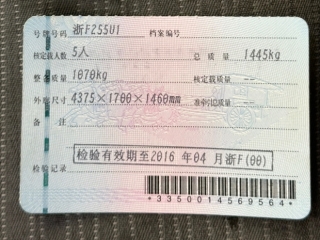 号牌号码 浙F255U1 档案编号
核定载人数 5人 总质量 1445kg
整备质量 1070kg 核定载质量 --
外廓尺寸 4375×1700×1460mm 准牵引总质量 --
备注
检验记录 检验有效期至2016 年 04 月浙F(00)
*3350014569564*